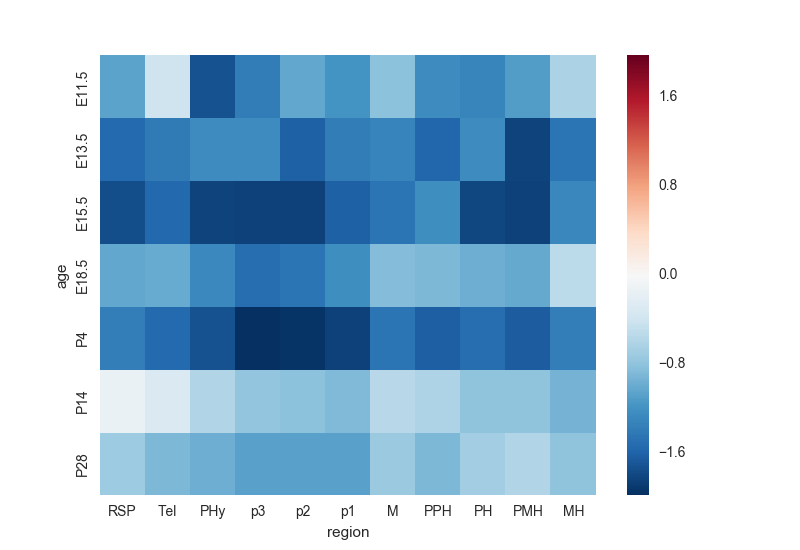 E11.5
E13.5
E15.5
E18.5
P4
P14
P28
age
RSP Tel PHy p3 p2 p1 M PPH PH PMH MH
region
1.6
0.8
0.0
−0.8
−1.6